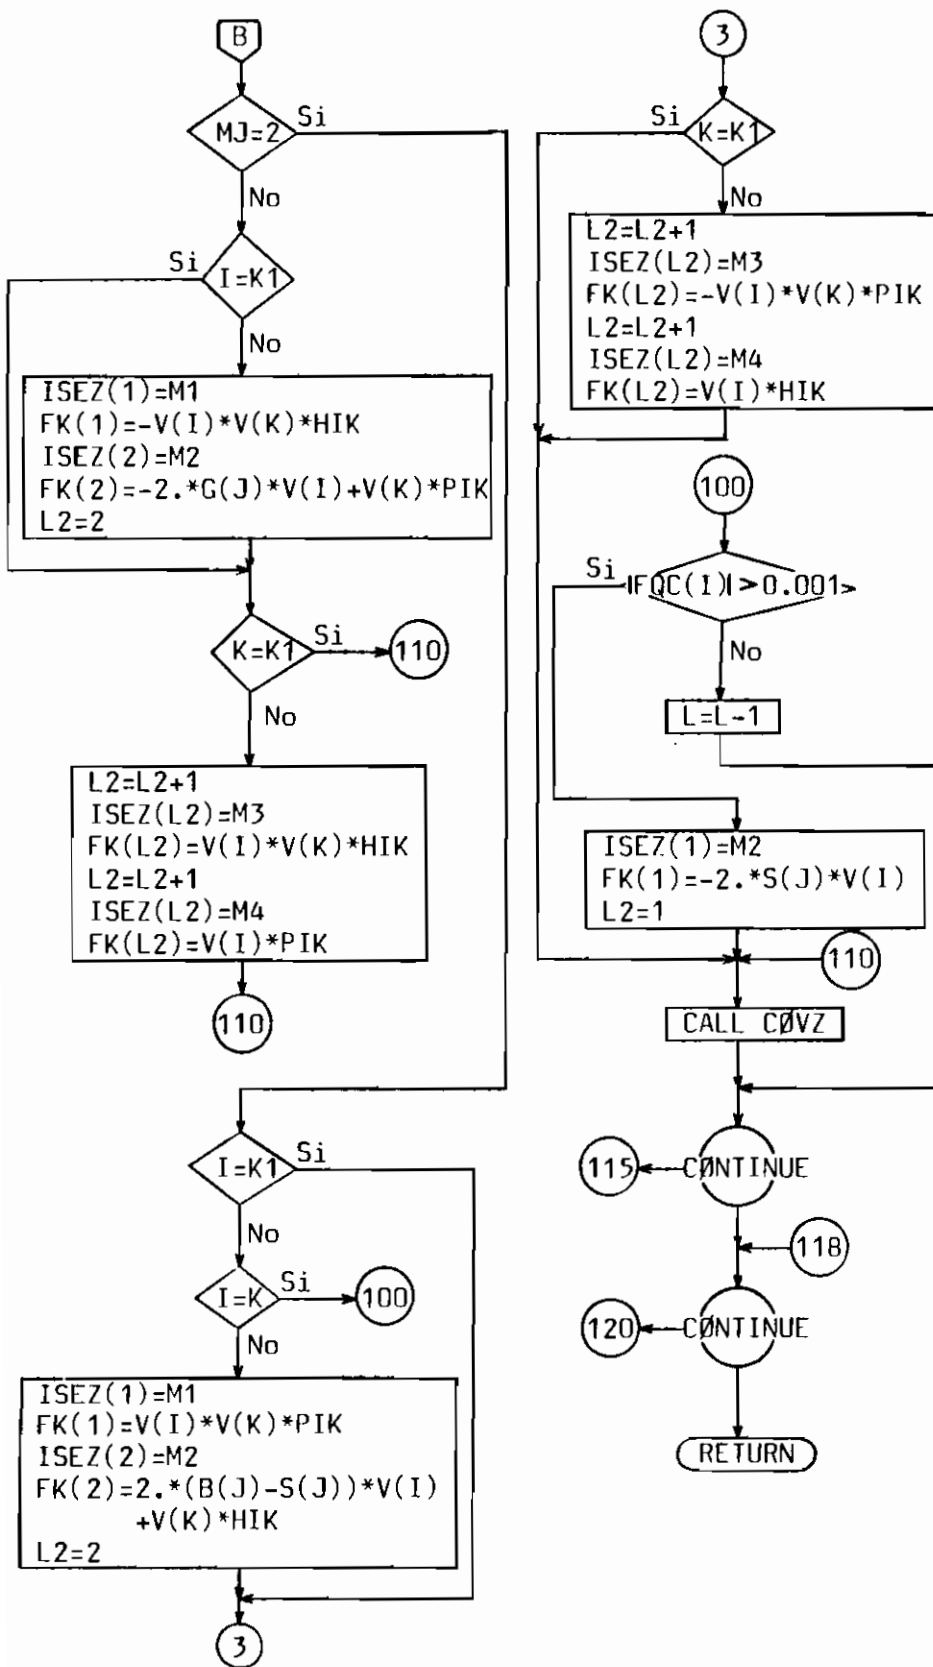 B
MJ=2
Si
No
I=K1
Si
No
ISEZ(1)=M1
FK(1)=-V(I)*V(K)*HIK
ISEZ(2)=M2
FK(2)=-2.*G(J)*V(I)+V(K)*PIK
L2=2
K=K1
Si
110
No
L2=L2+1
ISEZ(L2)=M3
FK(L2)=V(I)*V(K)*HIK
L2=L2+1
ISEZ(L2)=M4
FK(L2)=V(I)*PIK
110
I=K1
Si
No
I=K
Si
100
No
ISEZ(1)=M1
FK(1)=V(I)*V(K)*PIK
ISEZ(2)=M2
FK(2)=2.*(B(J)-S(J))*V(I)
+V(K)*HIK
L2=2
3
3
Si
K=K1
No
L2=L2+1
ISEZ(L2)=M3
FK(L2)=-V(I)*V(K)*PIK
L2=L2+1
ISEZ(L2)=M4
FK(L2)=V(I)*HIK
100
Si
|FQC(I)|>0.001
No
L=L-1
ISEZ(1)=M2
FK(1)=-2.*S(J)*V(I)
L2=1
110
CALL CØVZ
115
CØNTINUE
118
120
CØNTINUE
RETURN